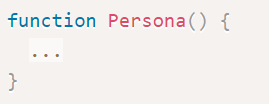 function Persona() {
  ...
}